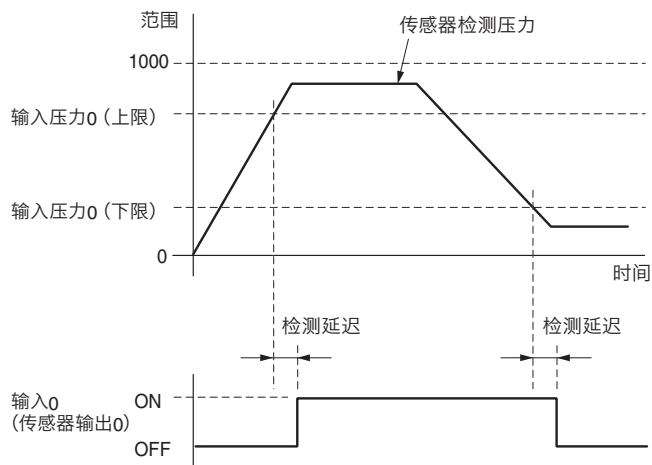 范围
传感器检测压力
1000
输入压力0（上限）
输入压力0（下限）
0
时间
检测延迟
检测延迟
输入0
（传感器输出0）
ON
OFF